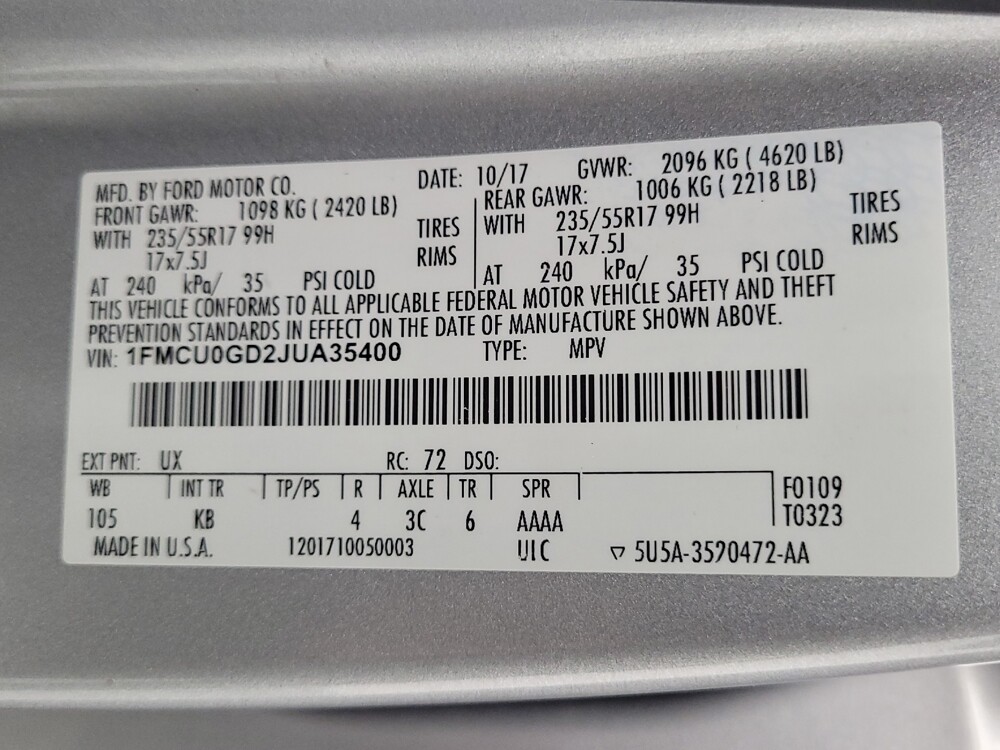 MFD. BY FORD MOTOR CO. DATE: 10/17 GVWR: 2096 KG ( 4620 LB)
FRONT GAWR: 1098 KG ( 2420 LB) REAR GAWR: 1006 KG ( 2218 LB)
WITH 235/55R17 99H TIRES WITH 235/55R17 99H TIRES
17x7.5J RIMS 17x7.5J RIMS
AT 240 kPa/ 35 PSI COLD AT 240 kPa/ 35 PSI COLD
THIS VEHICLE CONFORMS TO ALL APPLICABLE FEDERAL MOTOR VEHICLE SAFETY AND THEFT
PREVENTION STANDARDS IN EFFECT ON THE DATE OF MANUFACTURE SHOWN ABOVE.
VIN: 1FMCU0GD2JUA35400 TYPE: MPV
EXT PNT: UX RC: 72 DSO:
WB INT TR TP/PS R AXLE TR SPR F0109
105 KB 4 3C 6 AAAA T0323
MADE IN U.S.A. 1201710050003 UIC ▽ 5U5A-3520472-AA